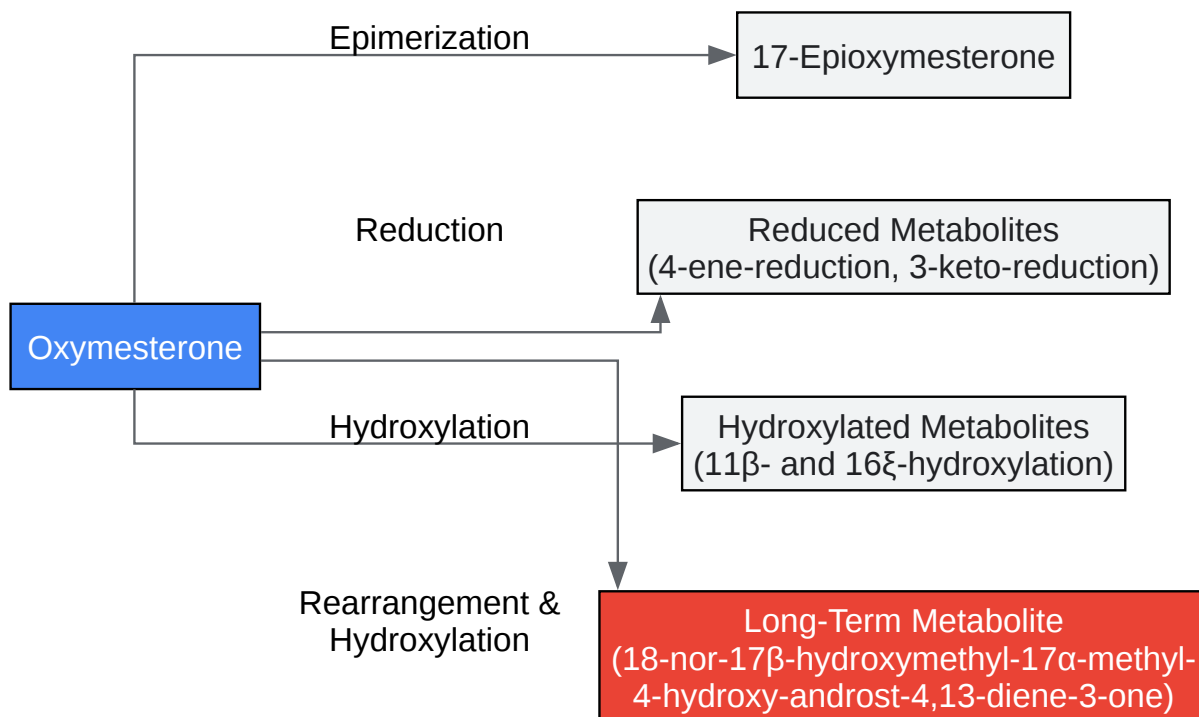 Epimerization
17-Epioxymesterone
Reduction
Reduced Metabolites
(4-ene-reduction, 3-keto-reduction)
Oxymesterone
Hydroxylation
Hydroxylated Metabolites
(11β- and 16ξ-hydroxylation)
Rearrangement &
Hydroxylation
Long-Term Metabolite
(18-nor-17β-hydroxymethyl-17α-methyl-
4-hydroxy-androst-4,13-diene-3-one)